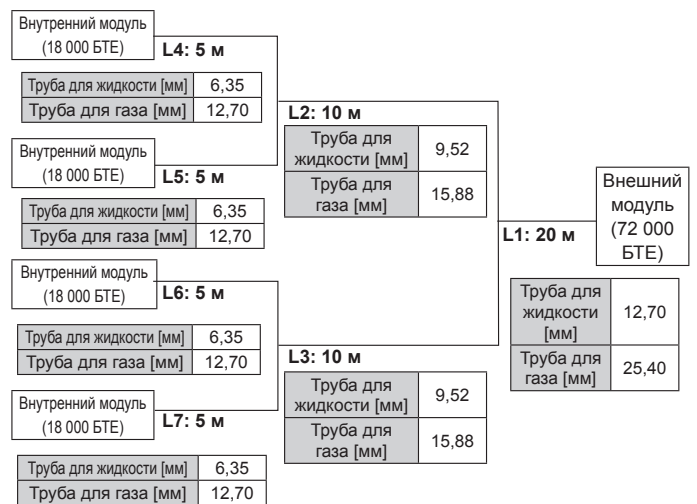 Внутренний модуль
(18 000 БТЕ)
L4: 5 м
Труба для жидкости [мм] 6,35
Труба для газа [мм] 12,70
Внутренний модуль
(18 000 БТЕ)
L5: 5 м
Труба для жидкости [мм] 6,35
Труба для газа [мм] 12,70
L2: 10 м
Труба для
жидкости [мм]
9,52
Труба для
газа [мм]
15,88
Внутренний модуль
(18 000 БТЕ)
L6: 5 м
Труба для жидкости [мм] 6,35
Труба для газа [мм] 12,70
Внутренний модуль
(18 000 БТЕ)
L7: 5 м
Труба для жидкости [мм] 6,35
Труба для газа [мм] 12,70
L3: 10 м
Труба для
жидкости [мм]
9,52
Труба для
газа [мм]
15,88
L1: 20 м
Внешний
модуль
(72 000
БТЕ)
Труба для
жидкости
[мм]
12,70
Труба для
газа [мм]
25,40